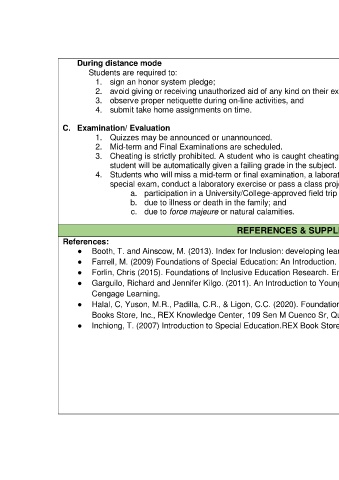 During distance mode
Students are required to:
1. sign an honor system pledge;
2. avoid giving or receiving unauthorized aid of any kind on their ex
3. observe proper netiquette during on-line activities, and
4. submit take home assignments on time.
C. Examination/ Evaluation
1. Quizzes may be announced or unannounced.
2. Mid-term and Final Examinations are scheduled.
3. Cheating is strictly prohibited. A student who is caught cheating
student will be automatically given a failing grade in the subject.
4. Students who will miss a mid-term or final examination, a laborat
special exam, conduct a laboratory exercise or pass a class proj
a. participation in a University/College-approved field trip
b. due to illness or death in the family; and
c. due to force majeure or natural calamities.
REFERENCES & SUPPL
References:
● Booth, T. and Ainscow, M. (2013). Index for Inclusion: developing lear
● Farrell, M. (2009) Foundations of Special Education: An Introduction.
● Forlin, Chris (2015). Foundations of Inclusive Education Research. Em
● Garguilo, Richard and Jennifer Kilgo. (2011). An Introduction to Young
Cengage Learning.
● Halal, C, Yuson, M.R., Padilla, C.R., & Ligon, C.C. (2020). Foundation
Books Store, Inc., REX Knowledge Center, 109 Sen M Cuenco Sr, Qu
● Inchiong, T. (2007) Introduction to Special Education.REX Book Store